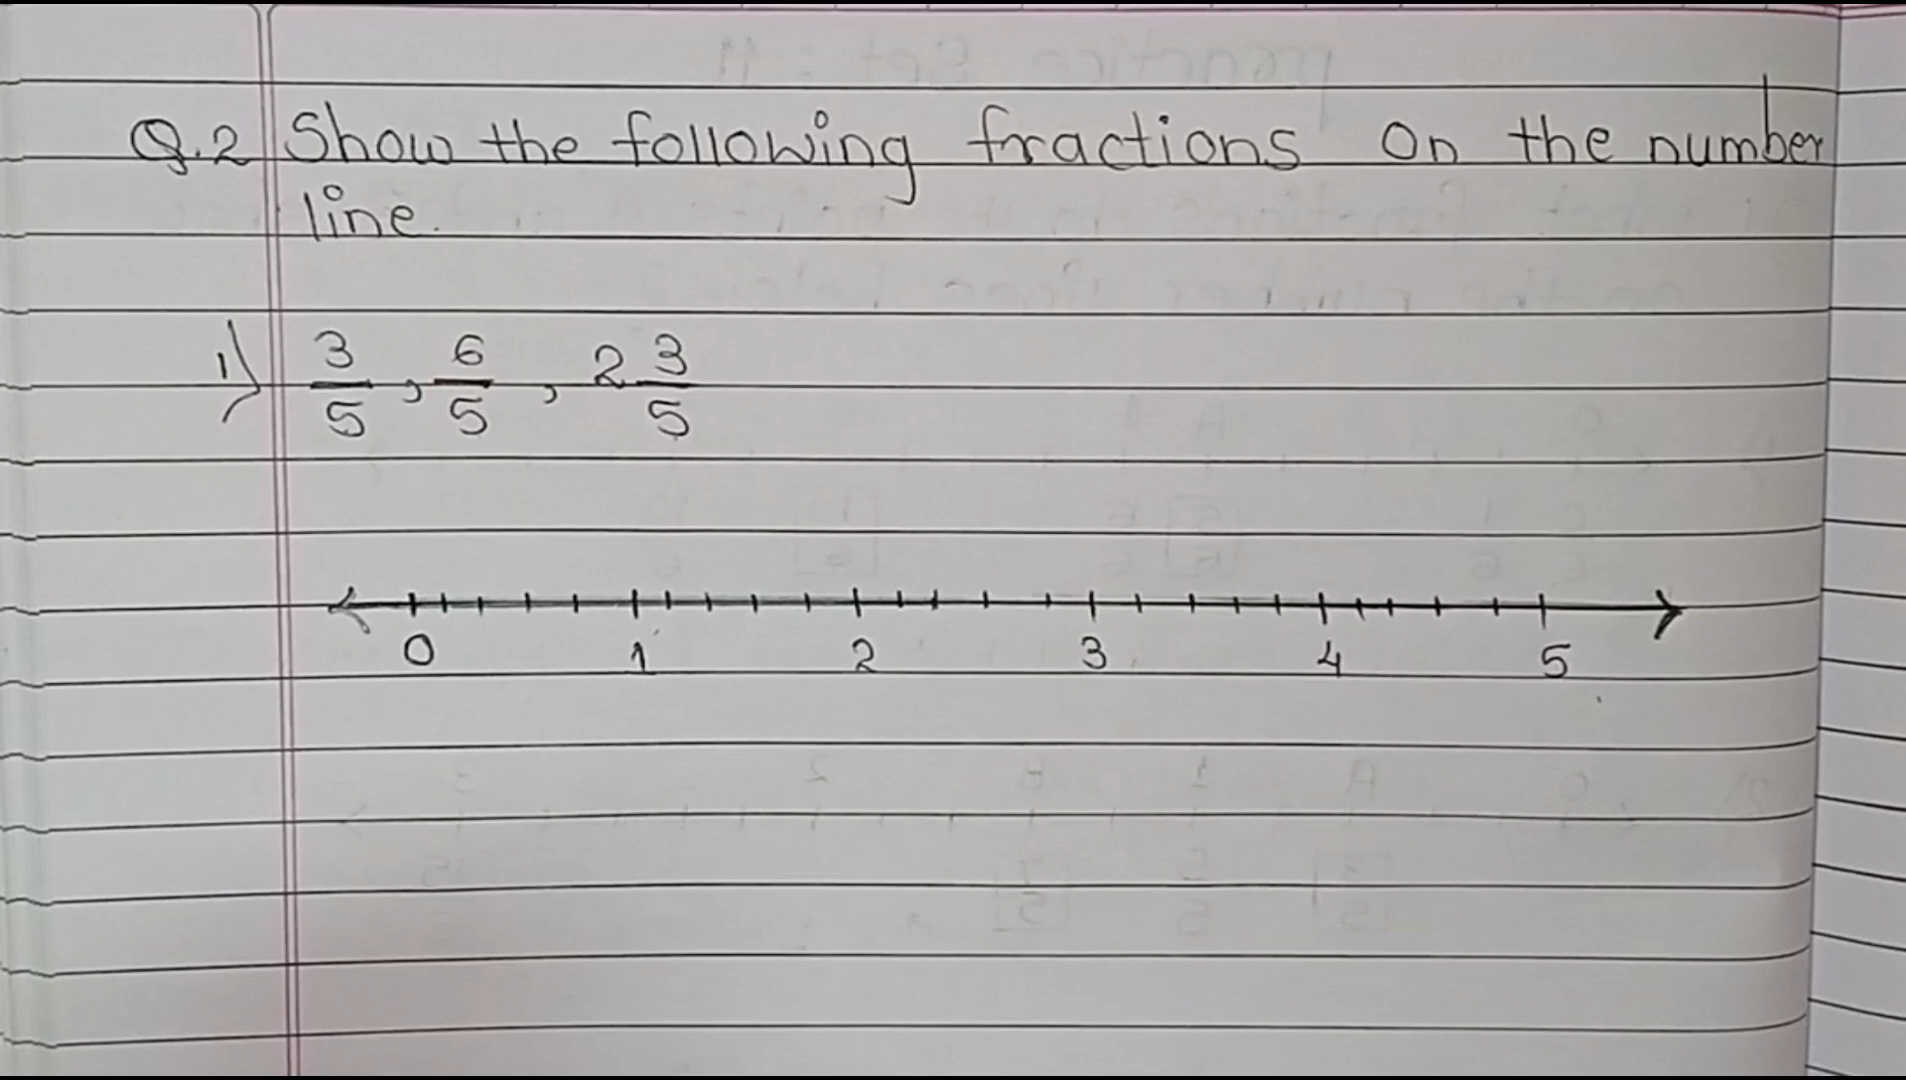 Q.2 Show the following fractions on the number
line.
1) 3/5, 6/5, 2 3/5
0 1 2 3 4 5